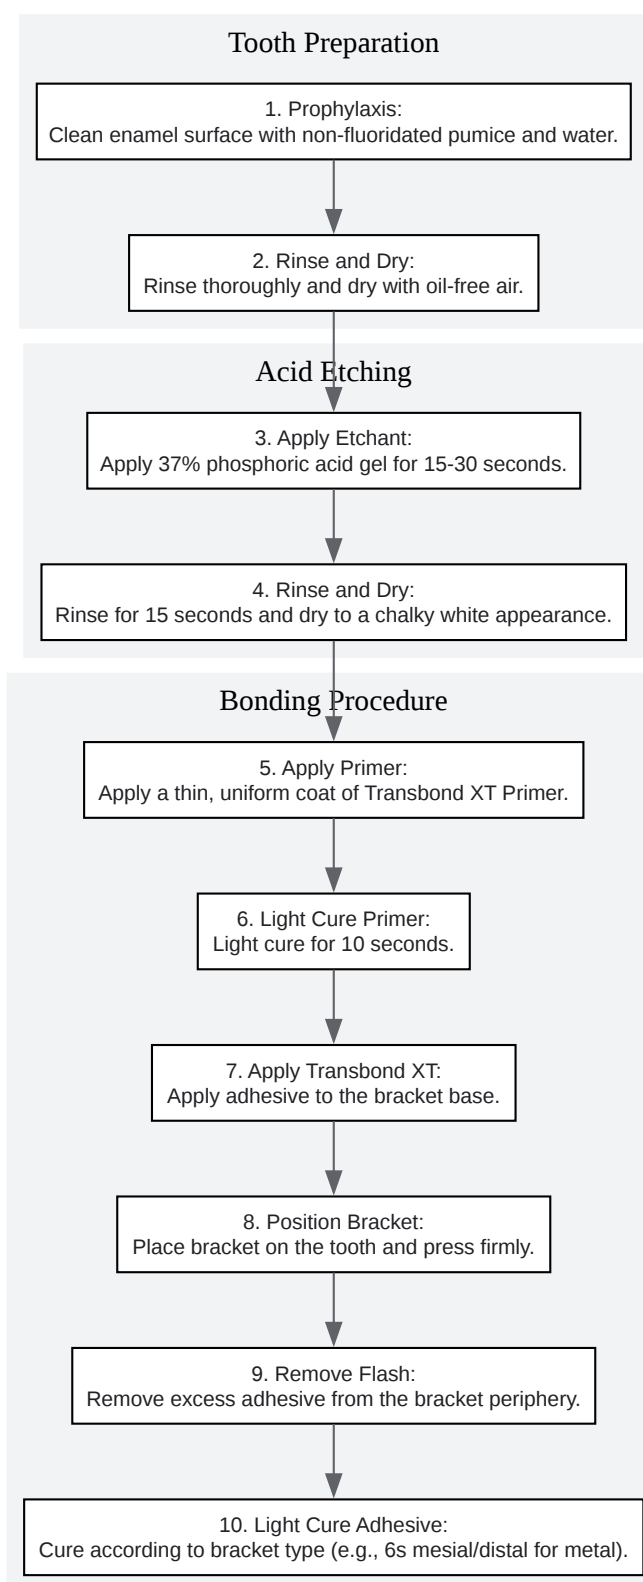 Tooth Preparation
1. Prophylaxis:
Clean enamel surface with non-fluoridated pumice and water.
2. Rinse and Dry:
Rinse thoroughly and dry with oil-free air.
Acid Etching
3. Apply Etchant:
Apply 37% phosphoric acid gel for 15-30 seconds.
4. Rinse and Dry:
Rinse for 15 seconds and dry to a chalky white appearance.
Bonding Procedure
5. Apply Primer:
Apply a thin, uniform coat of Transbond XT Primer.
6. Light Cure Primer:
Light cure for 10 seconds.
7. Apply Transbond XT:
Apply adhesive to the bracket base.
8. Position Bracket:
Place bracket on the tooth and press firmly.
9. Remove Flash:
Remove excess adhesive from the bracket periphery.
10. Light Cure Adhesive:
Cure according to bracket type (e.g., 6s mesial/distal for metal).